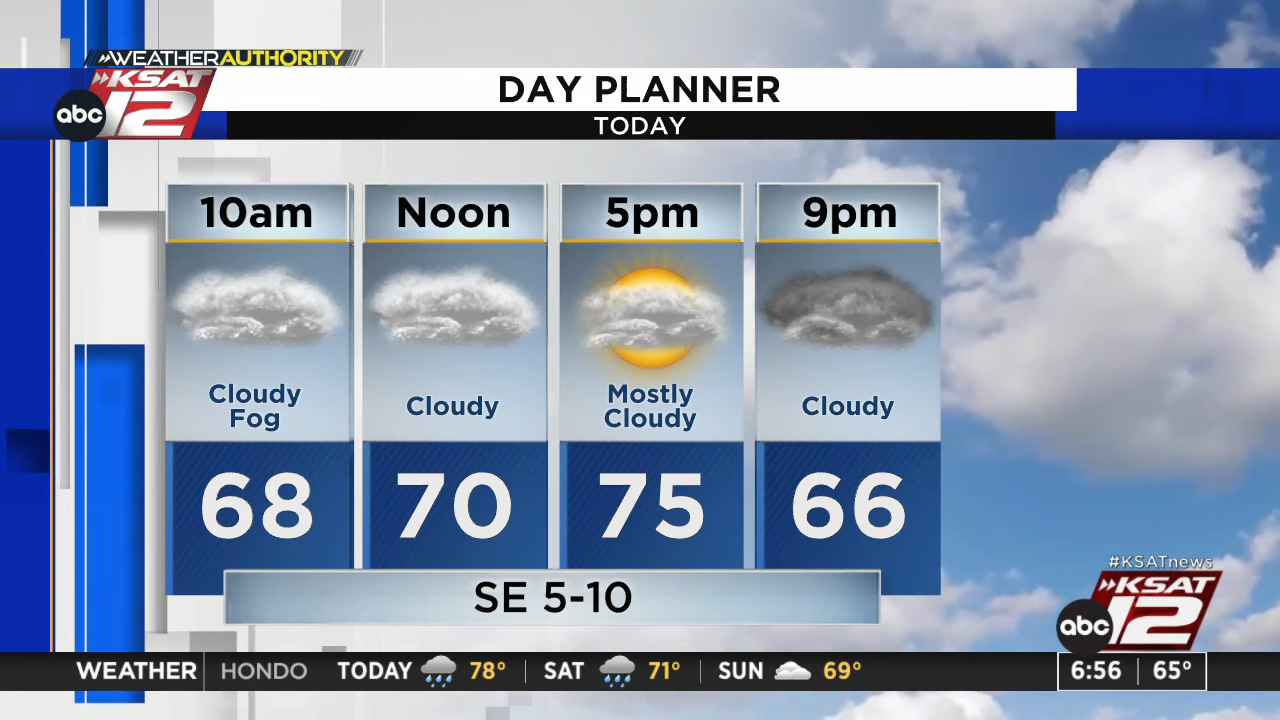 WEATHERAUTHORITY
KSAT
abc 12
DAY PLANNER
TODAY
10am Noon 5pm 9pm
Cloudy Fog
Cloudy
Mostly Cloudy
Cloudy
68 70 75 66
SE 5-10
#KSATnews
KSAT
abc 12
WEATHER HONDO TODAY 78° SAT 71° SUN 69° 6:56 65°